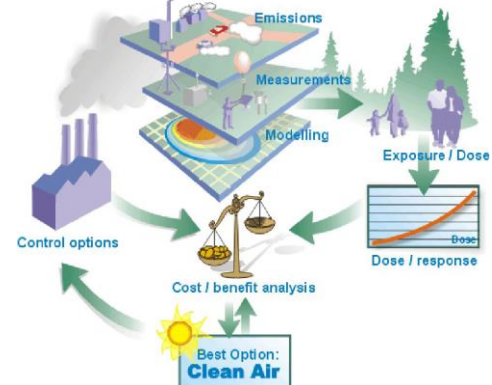 Emissions
Measurements
Modelling
Exposure / Dose
Control options
Dose
Dose / response
Cost / benefit analysis
Best Option:
Clean Air